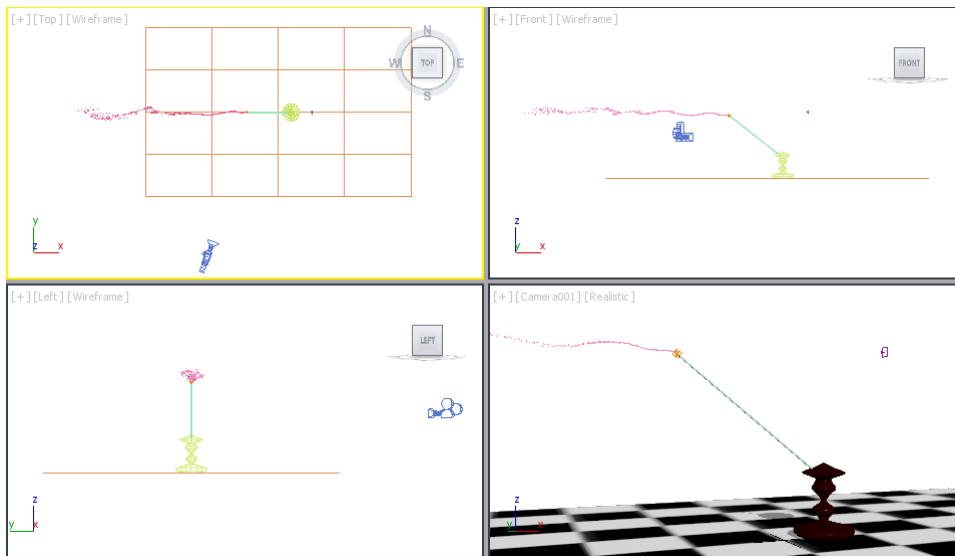 [+] [Top] [Wireframe]
N
W
TOP
E
S
y
z
x
[+] [Front] [Wireframe]
FRONT
z
y
x
[+] [Left] [Wireframe]
LEFT
z
y
x
[+] [Camera001] [Realistic]
z
y
x